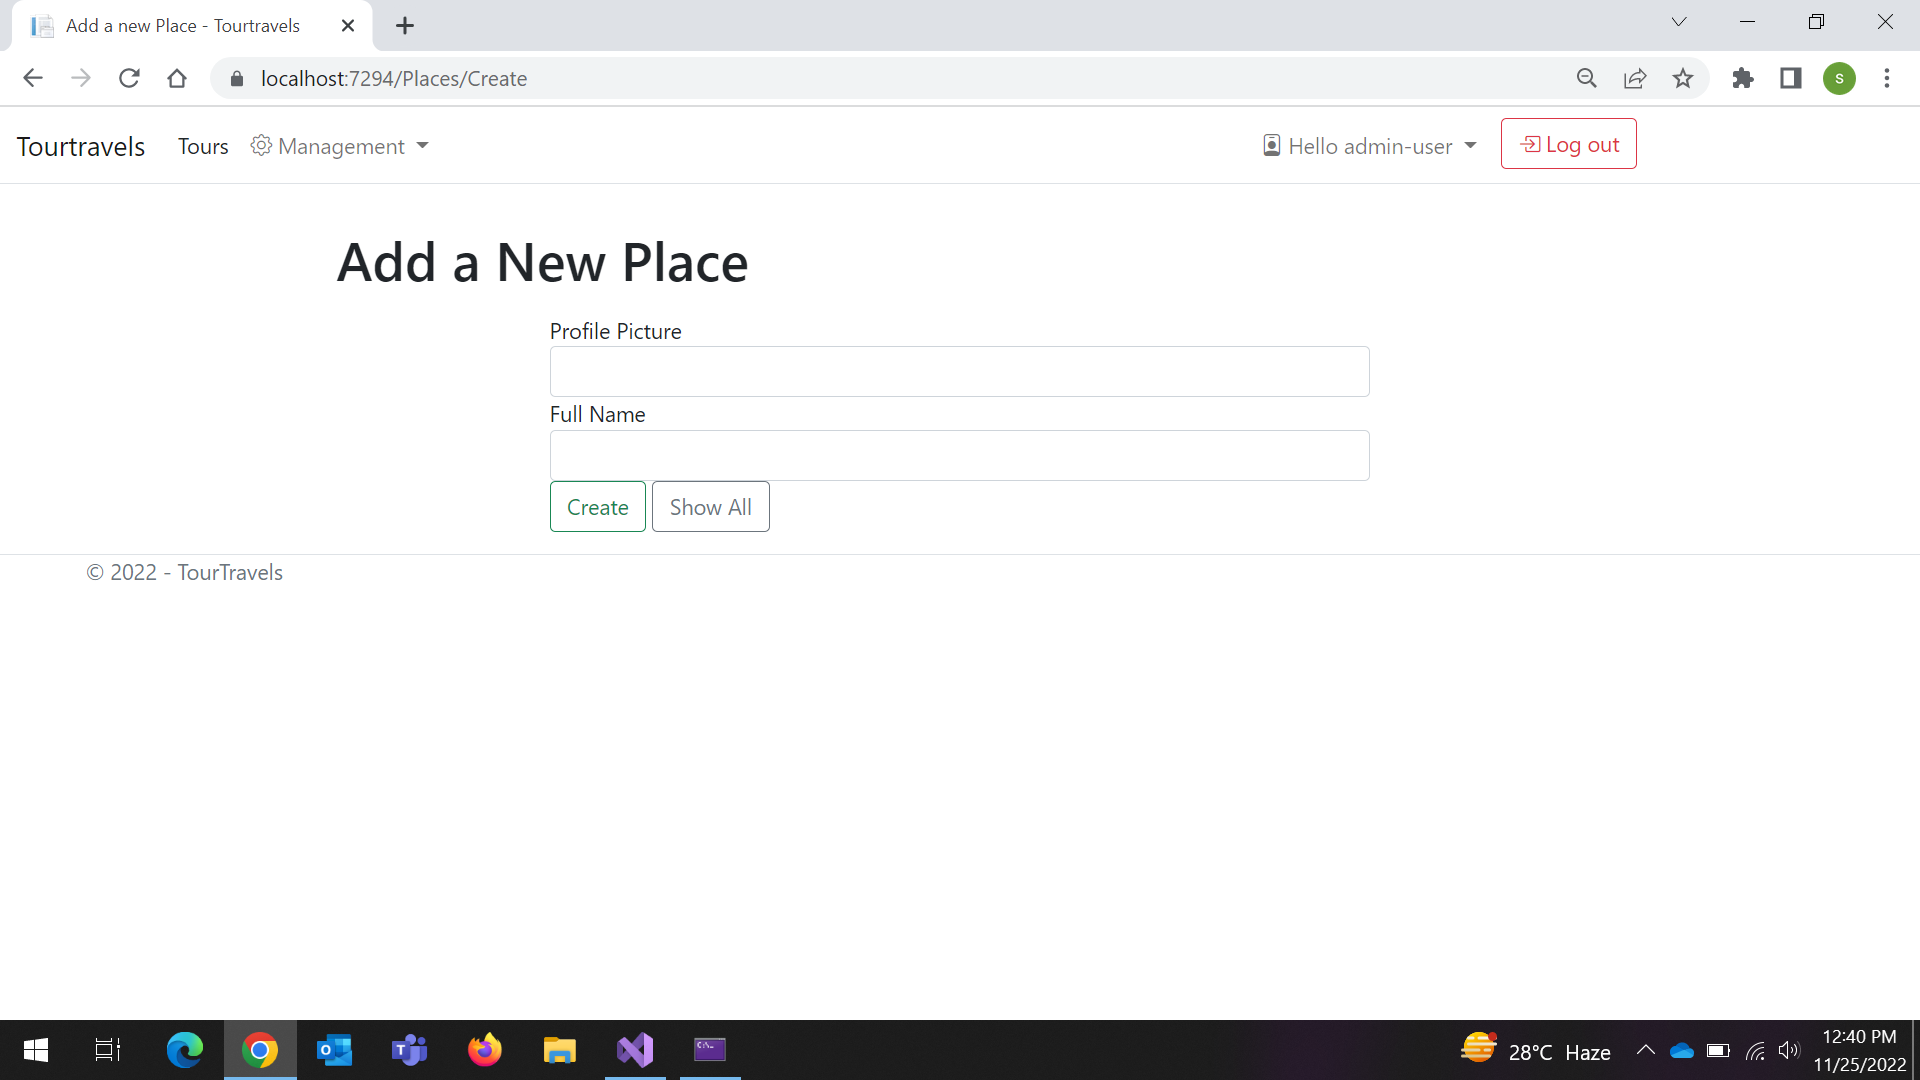 Add a new Place - Tourtravels
localhost:7294/Places/Create
S
Tourtravels Tours Management Hello admin-user Log out
Add a New Place
Profile Picture
Full Name
Create Show All
© 2022 - TourTravels
28°C Haze
12:40 PM
11/25/2022